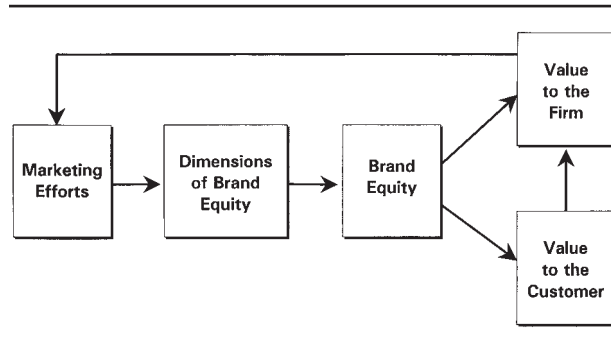 Marketing
Efforts
Dimensions
of Brand
Equity
Brand
Equity
Value
to the
Firm
Value
to the
Customer